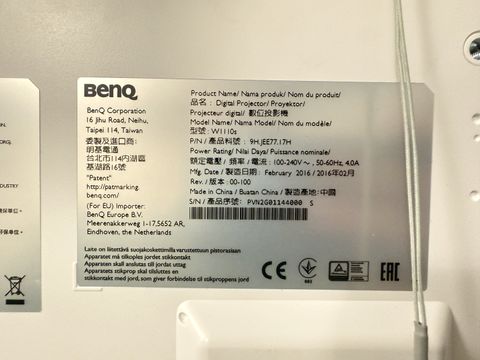 BenQ
BenQ Corporation
16 Jihu Road, Neihu,
Taipei 114, Taiwan
委製及進口商:
明基電通
台北市114內湖區
基湖路16號
"Patent"
http://patmarking.
benq.com/
(For EU) Importer:
BenQ Europe B.V.
Meerenakkerweg 1-17,5652 AR,
Eindhoven, the Netherlands
Product Name/ Nama produk/ Nom du produit/
品名: Digital Projector/ Proyektor/
Projecteur digital/ 數位投影機
Model Name/ Nama Model/ Nom du modèle/
型号/型號: W1110s
P/N / 產品料號: 9H.JEE77.17H
Power Rating/ Nilai Daya/ Puissance nominale/
額定電壓 / 頻率 / 電流: 100-240V~, 50-60Hz, 4.0A
Mfg. Date / 製造日期: February 2016 /2016年02月
Rev. / 版本: 00-100
Made in China / Buatan China / 製造產地:中國
S/N / 產品序號: PVN2G01144000 S
Laite on liitettävä suojakoskettimilla varustettuun pistorasiaan
Apparatet må tilkoples jordet stikkontakt
Apparaten skall anslutas till jordat uttag
Apparatets stikprop skal tilsluttes en
stikkontakt med jord, som giver forbindelse til stikproppens jord
CE
EAC